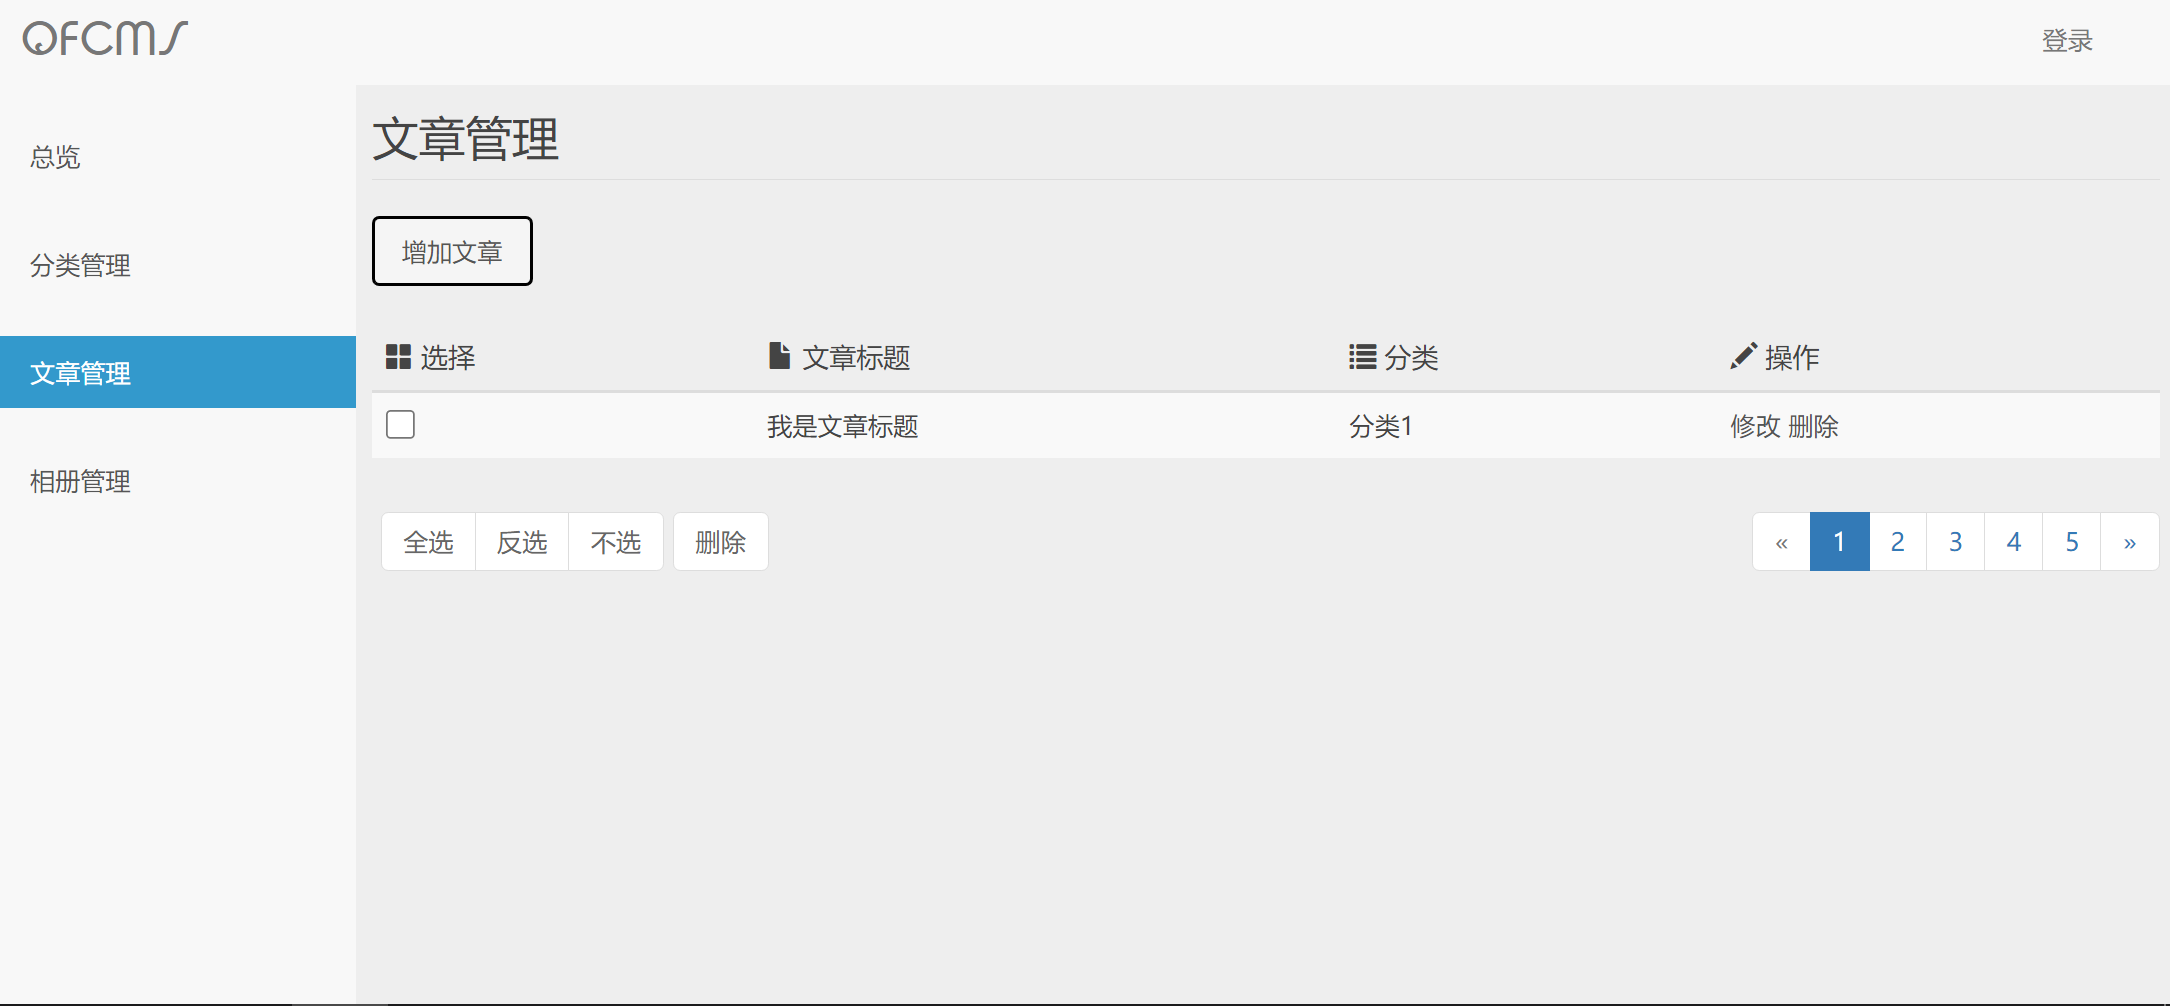 QFCMS
登录
总览
分类管理
文章管理
相册管理
文章管理
增加文章
选择 文章标题 分类 操作
我是文章标题 分类1 修改 删除
全选 反选 不选 删除 « 1 2 3 4 5 »